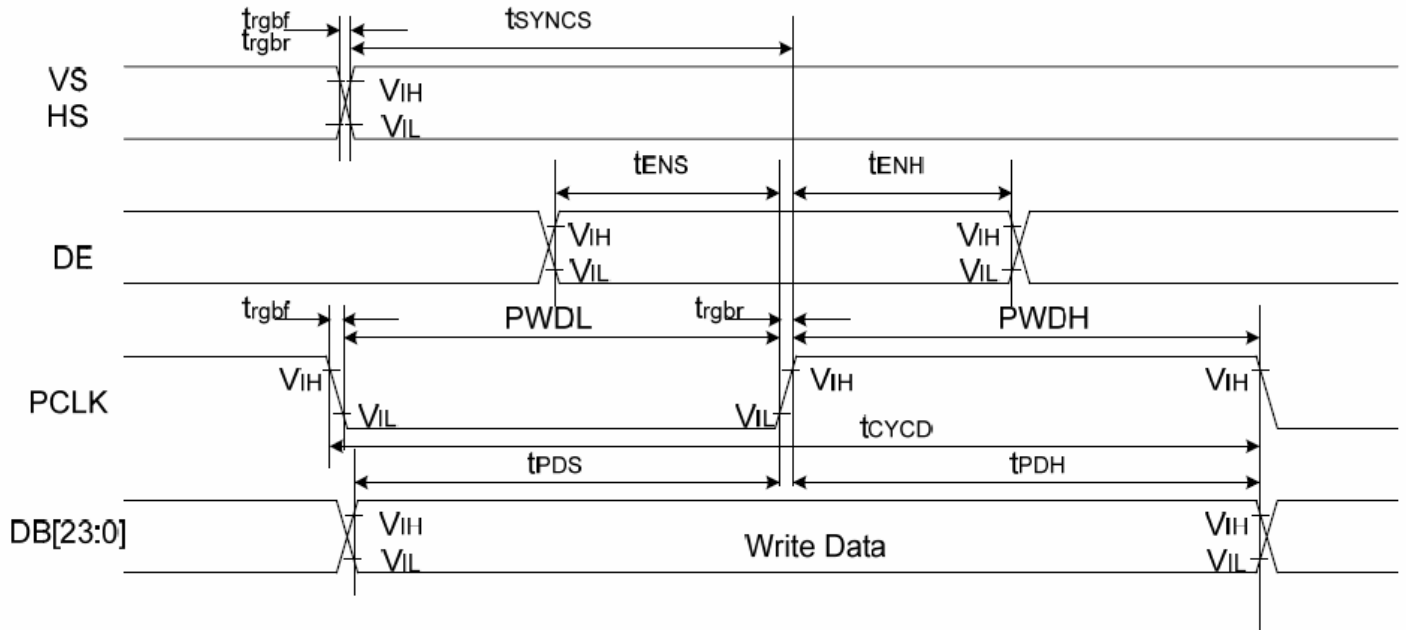 trgbf
trgbr
tSYNCS
VS
HS
VIH
VIL
tENS
tENH
DE
VIH
VIL
VIH
VIL
trgbf
PWDL
trgbr
PWDH
PCLK
VIH
VIL
VIL
VIH
VIH
tCYCD
tPDS
tPDH
DB[23:0]
VIH
VIL
Write Data
VIH
VIL